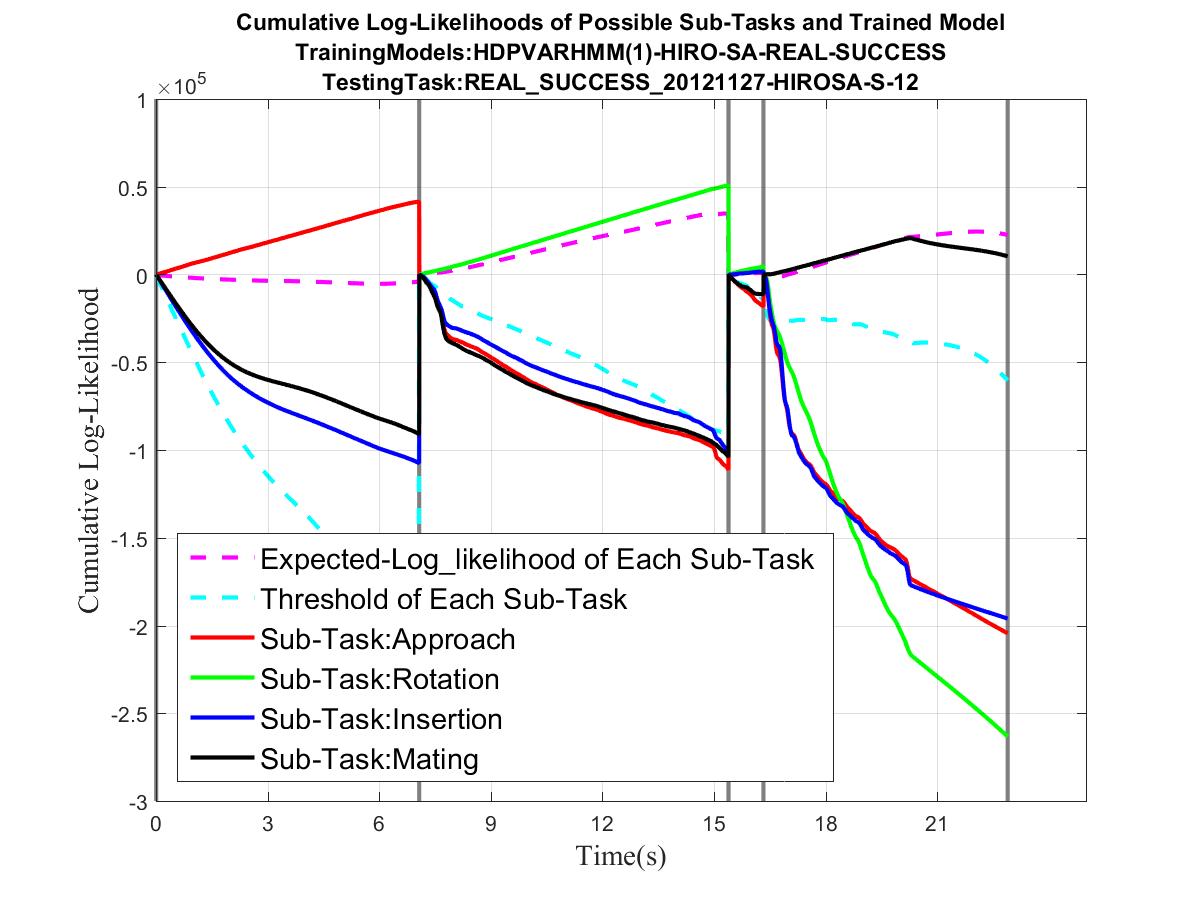 Cumulative Log-Likelihoods of Possible Sub-Tasks and Trained Model
TrainingModels:HDPVARHMM(1)-HIRO-SA-REAL-SUCCESS
TestingTask:REAL_SUCCESS_20121127-HIROSA-S-12
×10⁵
1
0.5
0
-0.5
-1
-1.5
-2
-2.5
-3
Cumulative Log-Likelihood
Expected-Log_likelihood of Each Sub-Task
Threshold of Each Sub-Task
Sub-Task:Approach
Sub-Task:Rotation
Sub-Task:Insertion
Sub-Task:Mating
0 3 6 9 12 15 18 21
Time(s)